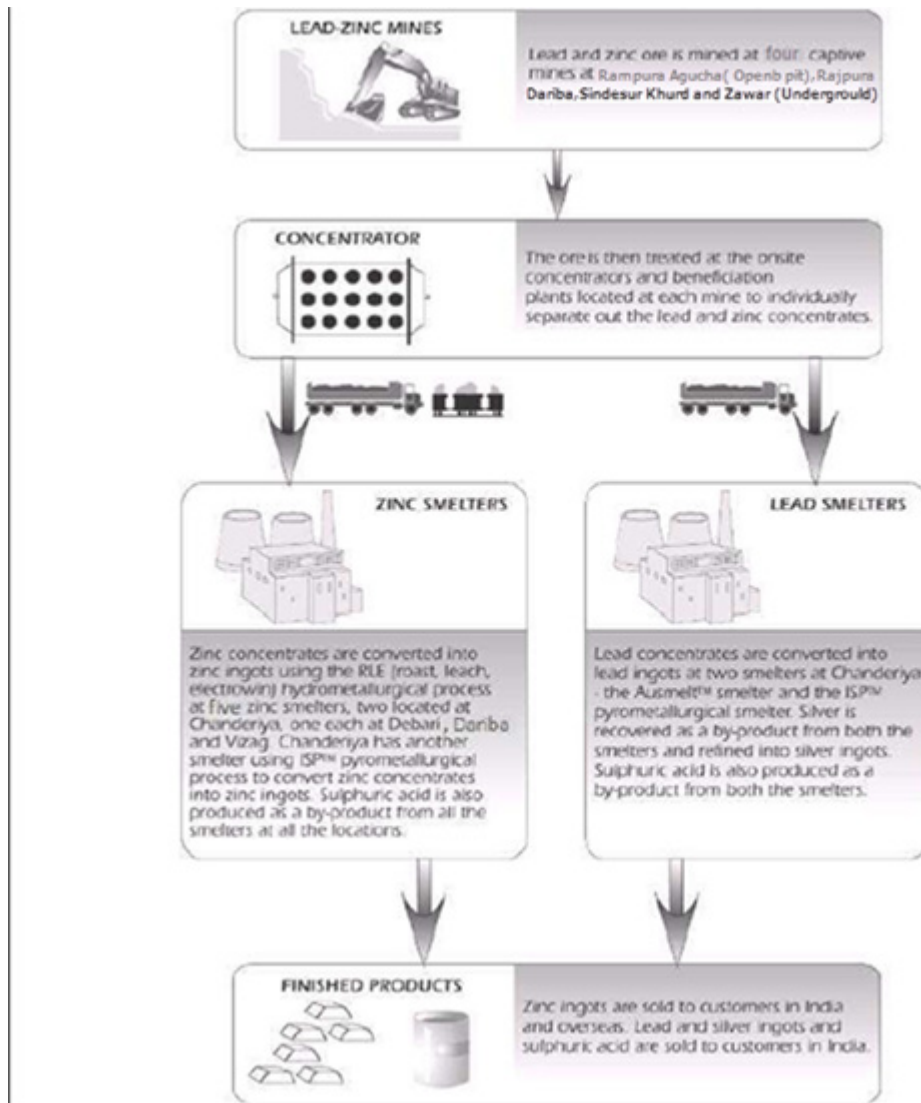 LEAD-ZINC MINES
Lead and zinc ore is mined at four captive
mines at Rampura Agucha( Openb pit),Rajpura
Dariba,Sindesur Khurd and Zawar (Undergrould)
CONCENTRATOR
The ore is then treated at the onsite
concentrators and beneficiation
plants located at each mine to individually
separate out the lead and zinc concentrates.
ZINC SMELTERS
Zinc concentrates are converted into
zinc ingots using the RLE (roast, leach,
electrowin) hydrometallurgical process
at five zinc smelters, two located at
Chanderiya, one each at Debari, Dariba
and Vizag. Chanderiya has another
smelter using ISP™ pyrometallurgical
process to convert zinc concentrates
into zinc ingots. Sulphuric acid is also
produced as a by-product from all the
smelters at all the locations.
LEAD SMELTERS
Lead concentrates are converted into
lead ingots at two smelters at Chanderiya
- the Ausmelt™ smelter and the ISP™
pyrometallurgical smelter. Silver is
recovered as a by-product from both the
smelters and refined into silver ingots.
Sulphuric acid is also produced as a
by-product from both the smelters.
FINISHED PRODUCTS
Zinc ingots are sold to customers in India
and overseas. Lead and silver ingots and
sulphuric acid are sold to customers in India.